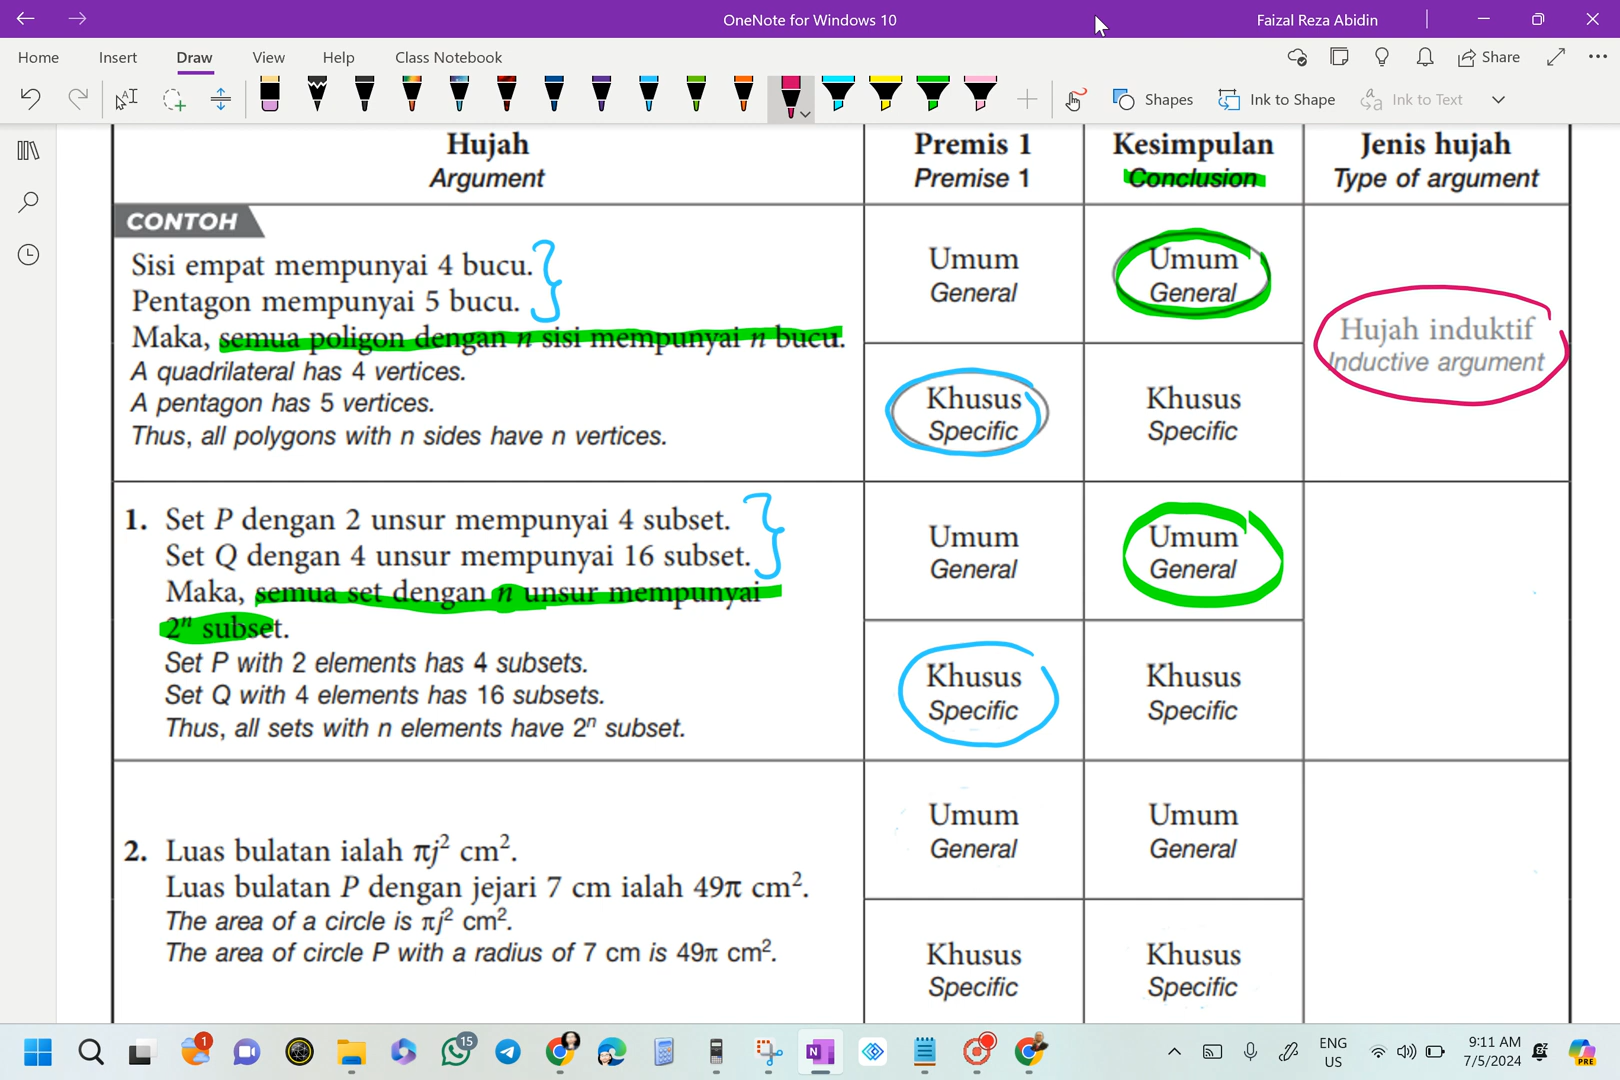 OneNote for Windows 10
Faizal Reza Abidin
Home Insert Draw View Help Class Notebook
Share
Shapes Ink to Shape Ink to Text
Hujah Premis 1 Kesimpulan Jenis hujah
Argument Premise 1 Conclusion Type of argument
CONTOH
Sisi empat mempunyai 4 bucu.
Pentagon mempunyai 5 bucu.
Maka, semua poligon dengan n sisi mempunyai n bucu.
A quadrilateral has 4 vertices.
A pentagon has 5 vertices.
Thus, all polygons with n sides have n vertices.
Umum
General
Khusus
Specific
Umum
General
Khusus
Specific
Hujah induktif
Inductive argument
1. Set P dengan 2 unsur mempunyai 4 subset.
Set Q dengan 4 unsur mempunyai 16 subset.
Maka, semua set dengan n unsur mempunyai
2ⁿ subset.
Set P with 2 elements has 4 subsets.
Set Q with 4 elements has 16 subsets.
Thus, all sets with n elements have 2ⁿ subset.
Umum
General
Khusus
Specific
Umum
General
Khusus
Specific
2. Luas bulatan ialah πj² cm².
Luas bulatan P dengan jejari 7 cm ialah 49π cm².
The area of a circle is πj² cm².
The area of circle P with a radius of 7 cm is 49π cm².
Umum
General
Khusus
Specific
Umum
General
Khusus
Specific
1
15
ENG
US
9:11 AM
7/5/2024
PRE